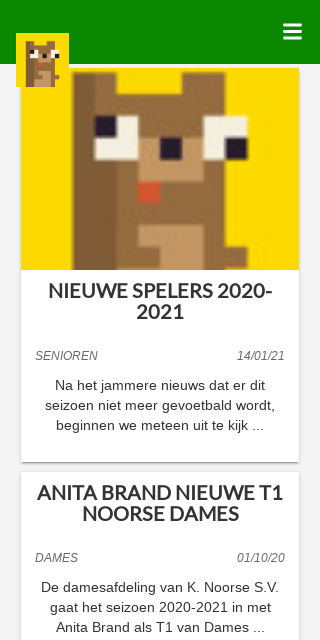 NIEUWE SPELERS 2020-
2021
SENIOREN 14/01/21
Na het jammere nieuws dat er dit
seizoen niet meer gevoetbald wordt,
beginnen we meteen uit te kijk ...
ANITA BRAND NIEUWE T1
NOORSE DAMES
DAMES 01/10/20
De damesafdeling van K. Noorse S.V.
gaat het seizoen 2020-2021 in met
Anita Brand als T1 van Dames ...